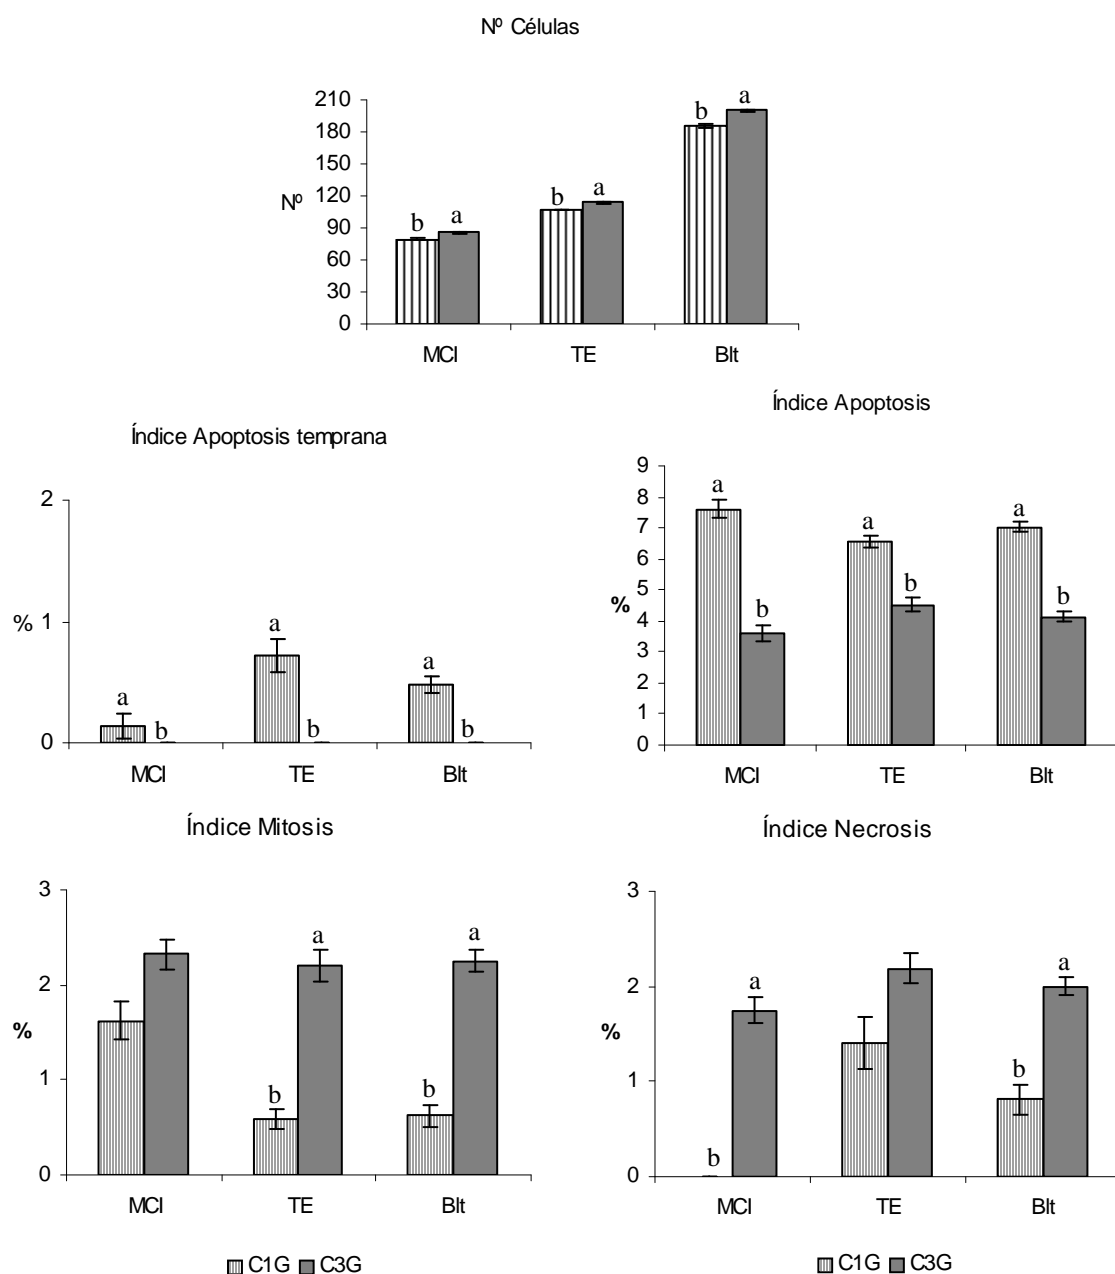 Nº Células
210
180
150
120
90
60
30
0
Nº
b a b a b a
MCI TE Blt
Índice Apoptosis temprana
2
1
0
%
a b a b a b
MCI TE Blt
Índice Apoptosis
9
8
7
6
5
4
3
2
1
0
%
a b a b a b
MCI TE Blt
Índice Mitosis
3
2
1
0
%
b a b a
MCI TE Blt
C1G C3G
Índice Necrosis
3
2
1
0
%
b a b a
MCI TE Blt
C1G C3G